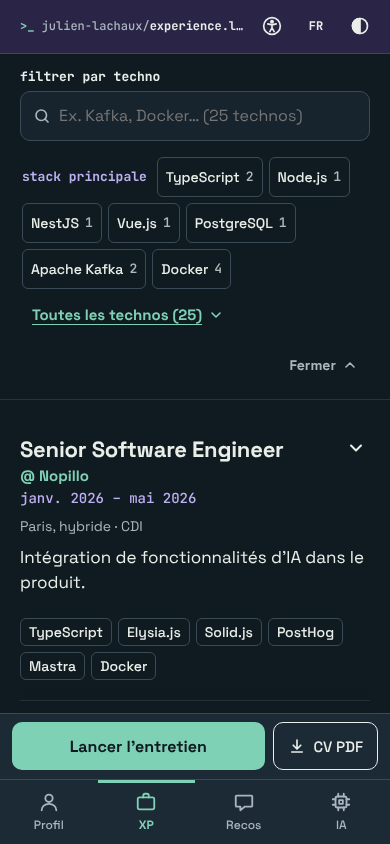 >_ julien-lachaux/experience.l… FR
filtrer par techno
Ex. Kafka, Docker… (25 technos)
stack principale TypeScript 2 Node.js 1
NestJS 1 Vue.js 1 PostgreSQL 1
Apache Kafka 2 Docker 4
Toutes les technos (25)
Fermer
Senior Software Engineer
@ Nopillo
janv. 2026 – mai 2026
Paris, hybride · CDI
Intégration de fonctionnalités d'IA dans le
produit.
TypeScript Elysia.js Solid.js PostHog
Mastra Docker
Lancer l'entretien CV PDF
Profil XP Recos IA